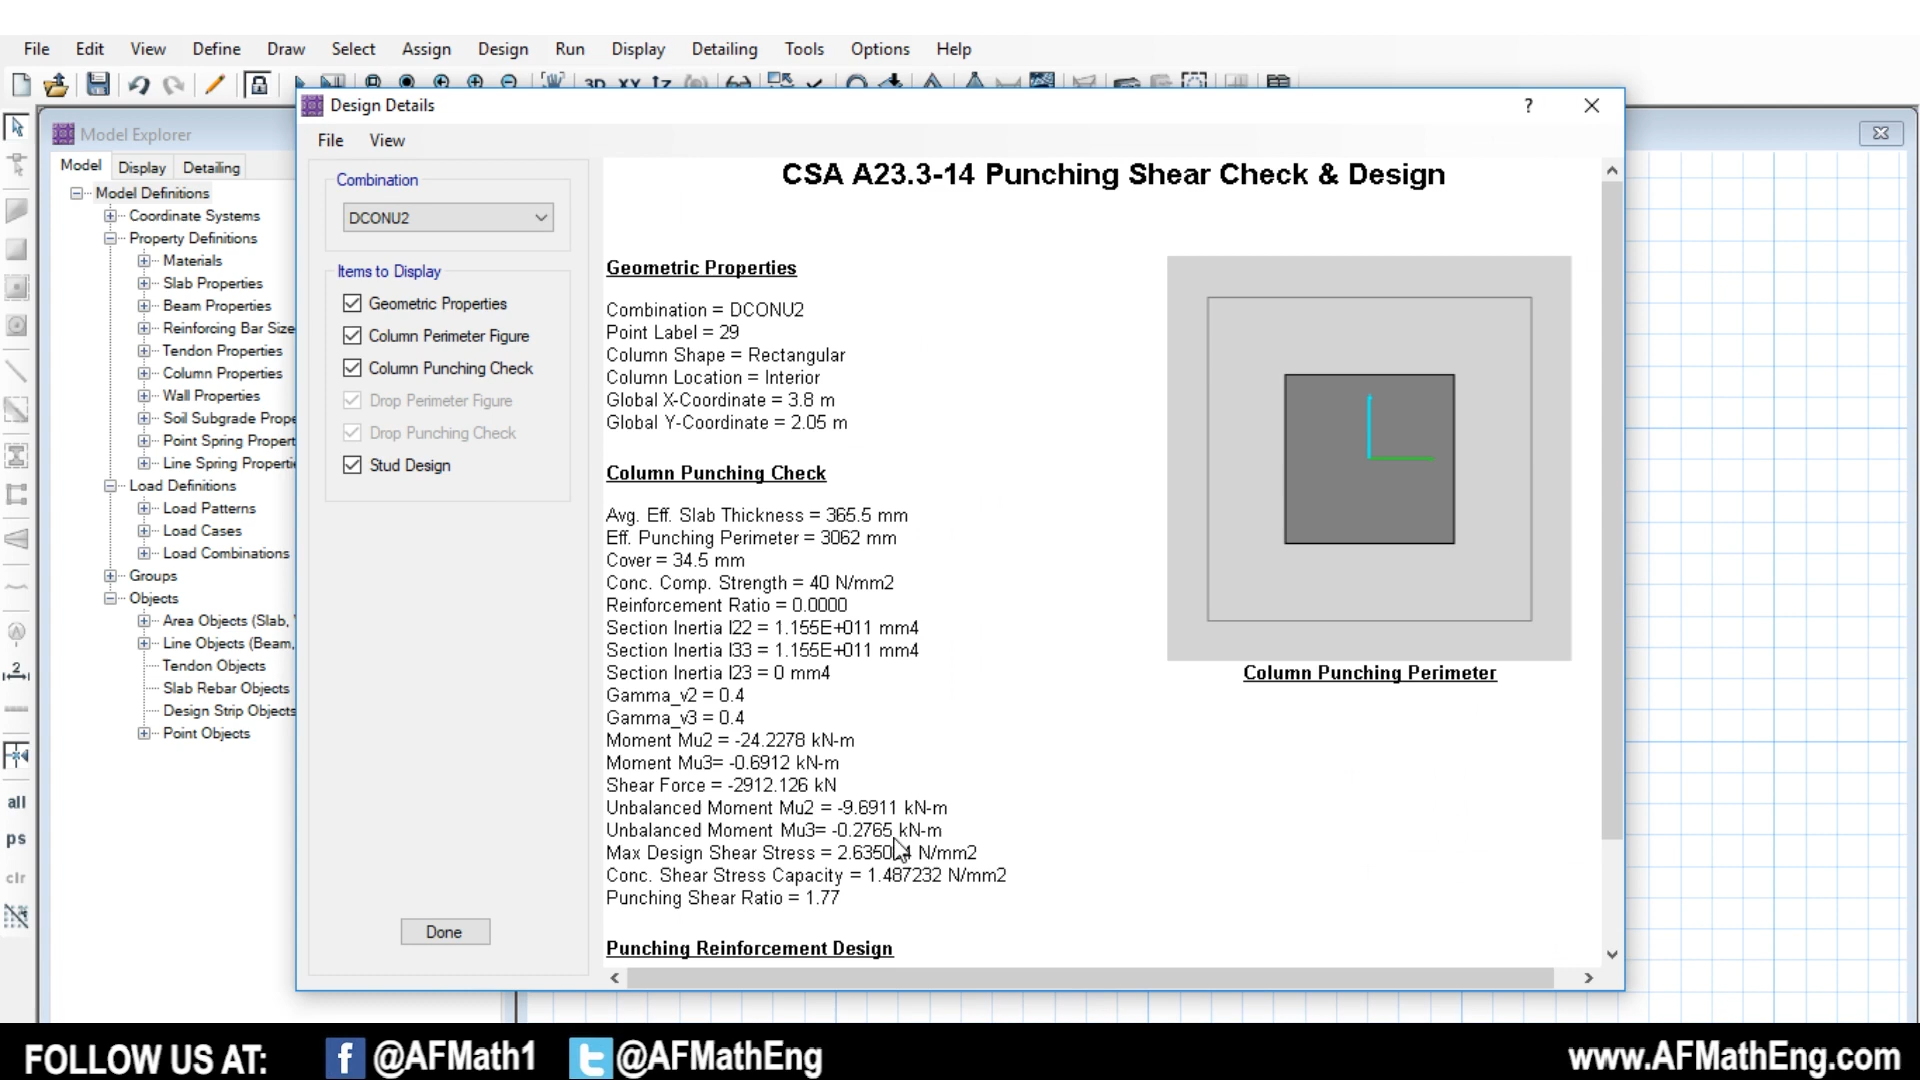 File Edit View Define Draw Select Assign Design Run Display Detailing Tools Options Help
3D XY
Design Details
?
File View
Model Explorer
Model Display Detailing
Model Definitions
Coordinate Systems
Property Definitions
Materials
Slab Properties
Beam Properties
Reinforcing Bar Size
Tendon Properties
Column Properties
Wall Properties
Soil Subgrade Prope
Point Spring Propert
Line Spring Properti
Load Definitions
Load Patterns
Load Cases
Load Combinations
Groups
Objects
Area Objects (Slab,
Line Objects (Beam,
Tendon Objects
Slab Rebar Objects
Design Strip Objects
Point Objects
2
all
ps
clr
Combination
DCONU2
Items to Display
Geometric Properties
Column Perimeter Figure
Column Punching Check
Drop Perimeter Figure
Drop Punching Check
Stud Design
Done
CSA A23.3-14 Punching Shear Check & Design
Geometric Properties
Combination = DCONU2
Point Label = 29
Column Shape = Rectangular
Column Location = Interior
Global X-Coordinate = 3.8 m
Global Y-Coordinate = 2.05 m
Column Punching Check
Avg. Eff. Slab Thickness = 365.5 mm
Eff. Punching Perimeter = 3062 mm
Cover = 34.5 mm
Conc. Comp. Strength = 40 N/mm2
Reinforcement Ratio = 0.0000
Section Inertia I22 = 1.155E+011 mm4
Section Inertia I33 = 1.155E+011 mm4
Section Inertia I23 = 0 mm4
Gamma_v2 = 0.4
Gamma_v3 = 0.4
Moment Mu2 = -24.2278 kN-m
Moment Mu3= -0.6912 kN-m
Shear Force = -2912.126 kN
Unbalanced Moment Mu2 = -9.6911 kN-m
Unbalanced Moment Mu3= -0.2765 kN-m
Max Design Shear Stress = N/mm2
Conc. Shear Stress Capacity = 1.487232 N/mm2
Punching Shear Ratio = 1.77
Punching Reinforcement Design
Column Punching Perimeter
FOLLOW US AT: f @AFMath1 t @AFMathEng www.AFMathEng.com